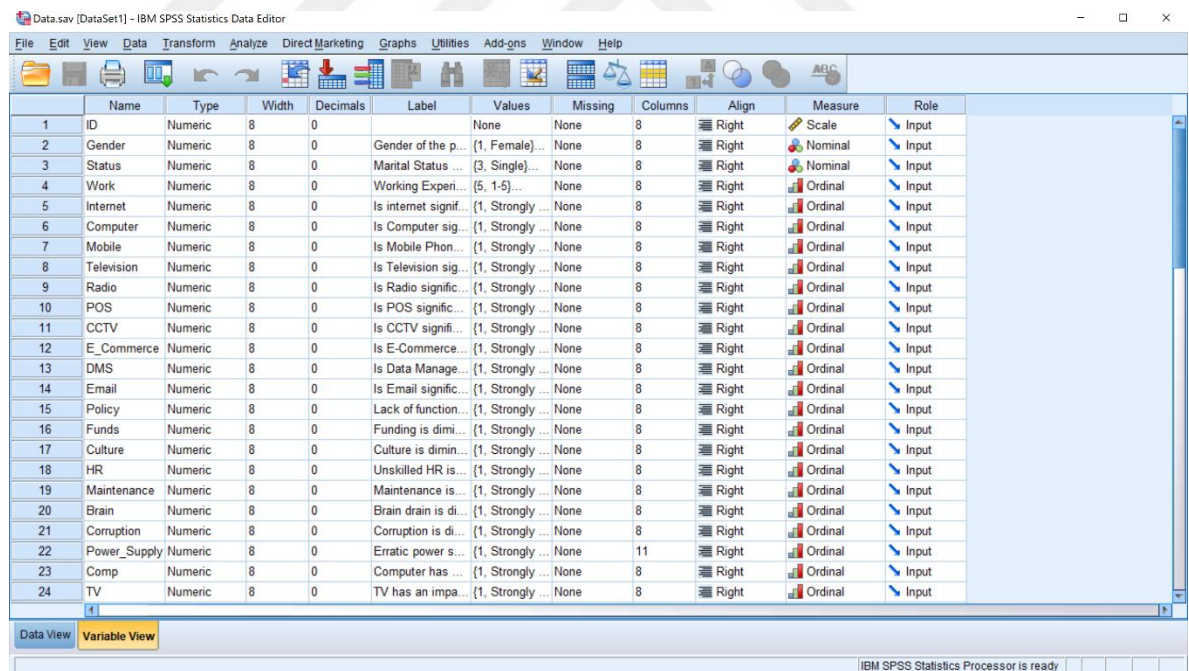 Data.sav [DataSet1] - IBM SPSS Statistics Data Editor
File Edit View Data Transform Analyze Direct Marketing Graphs Utilities Add-ons Window Help
Name Type Width Decimals Label Values Missing Columns Align Measure Role
1 ID Numeric 8 0 None None 8 Right Scale Input
2 Gender Numeric 8 0 Gender of the p... {1, Female}... None 8 Right Nominal Input
3 Status Numeric 8 0 Marital Status ... {3, Single}... None 8 Right Nominal Input
4 Work Numeric 8 0 Working Experi... {5, 1-5}... None 8 Right Ordinal Input
5 Internet Numeric 8 0 Is internet signif... {1, Strongly ... None 8 Right Ordinal Input
6 Computer Numeric 8 0 Is Computer sig... {1, Strongly ... None 8 Right Ordinal Input
7 Mobile Numeric 8 0 Is Mobile Phon... {1, Strongly ... None 8 Right Ordinal Input
8 Television Numeric 8 0 Is Television sig... {1, Strongly ... None 8 Right Ordinal Input
9 Radio Numeric 8 0 Is Radio signific... {1, Strongly ... None 8 Right Ordinal Input
10 POS Numeric 8 0 Is POS signific... {1, Strongly ... None 8 Right Ordinal Input
11 CCTV Numeric 8 0 Is CCTV signifi... {1, Strongly ... None 8 Right Ordinal Input
12 E_Commerce Numeric 8 0 Is E-Commerce... {1, Strongly ... None 8 Right Ordinal Input
13 DMS Numeric 8 0 Is Data Manage... {1, Strongly ... None 8 Right Ordinal Input
14 Email Numeric 8 0 Is Email signific... {1, Strongly ... None 8 Right Ordinal Input
15 Policy Numeric 8 0 Lack of function... {1, Strongly ... None 8 Right Ordinal Input
16 Funds Numeric 8 0 Funding is dimi... {1, Strongly ... None 8 Right Ordinal Input
17 Culture Numeric 8 0 Culture is dimin... {1, Strongly ... None 8 Right Ordinal Input
18 HR Numeric 8 0 Unskilled HR is... {1, Strongly ... None 8 Right Ordinal Input
19 Maintenance Numeric 8 0 Maintenance is... {1, Strongly ... None 8 Right Ordinal Input
20 Brain Numeric 8 0 Brain drain is di... {1, Strongly ... None 8 Right Ordinal Input
21 Corruption Numeric 8 0 Corruption is di... {1, Strongly ... None 8 Right Ordinal Input
22 Power_Supply Numeric 8 0 Erratic power s... {1, Strongly ... None 11 Right Ordinal Input
23 Comp Numeric 8 0 Computer has ... {1, Strongly ... None 8 Right Ordinal Input
24 TV Numeric 8 0 TV has an impa... {1, Strongly ... None 8 Right Ordinal Input
Data View Variable View
IBM SPSS Statistics Processor is ready